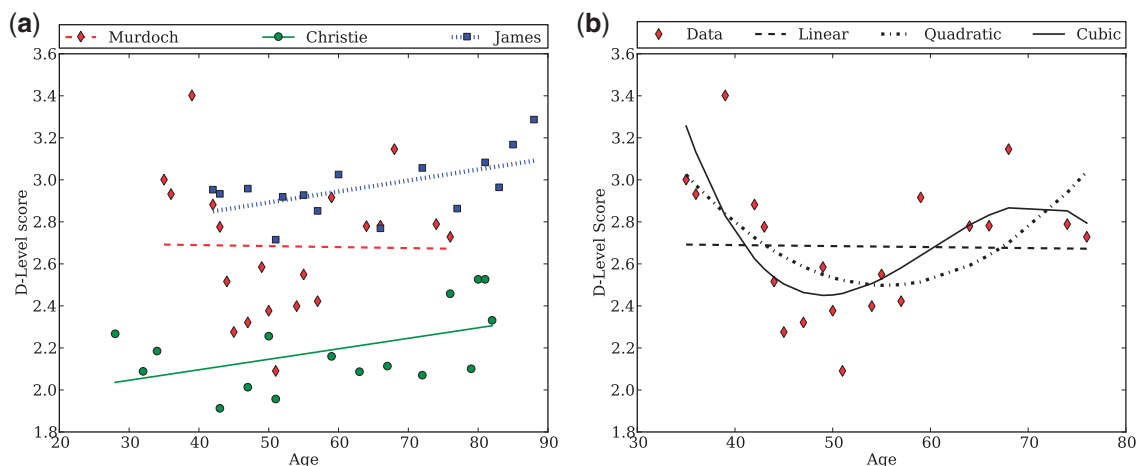 (a)
Murdoch Christie James
3.6
3.4
3.2
3.0
2.8
2.6
2.4
2.2
2.0
1.8
D-Level score
20 30 40 50 60 70 80 90
Age
(b)
Data Linear Quadratic Cubic
3.6
3.4
3.2
3.0
2.8
2.6
2.4
2.2
2.0
1.8
D-Level Score
30 40 50 60 70 80
Age